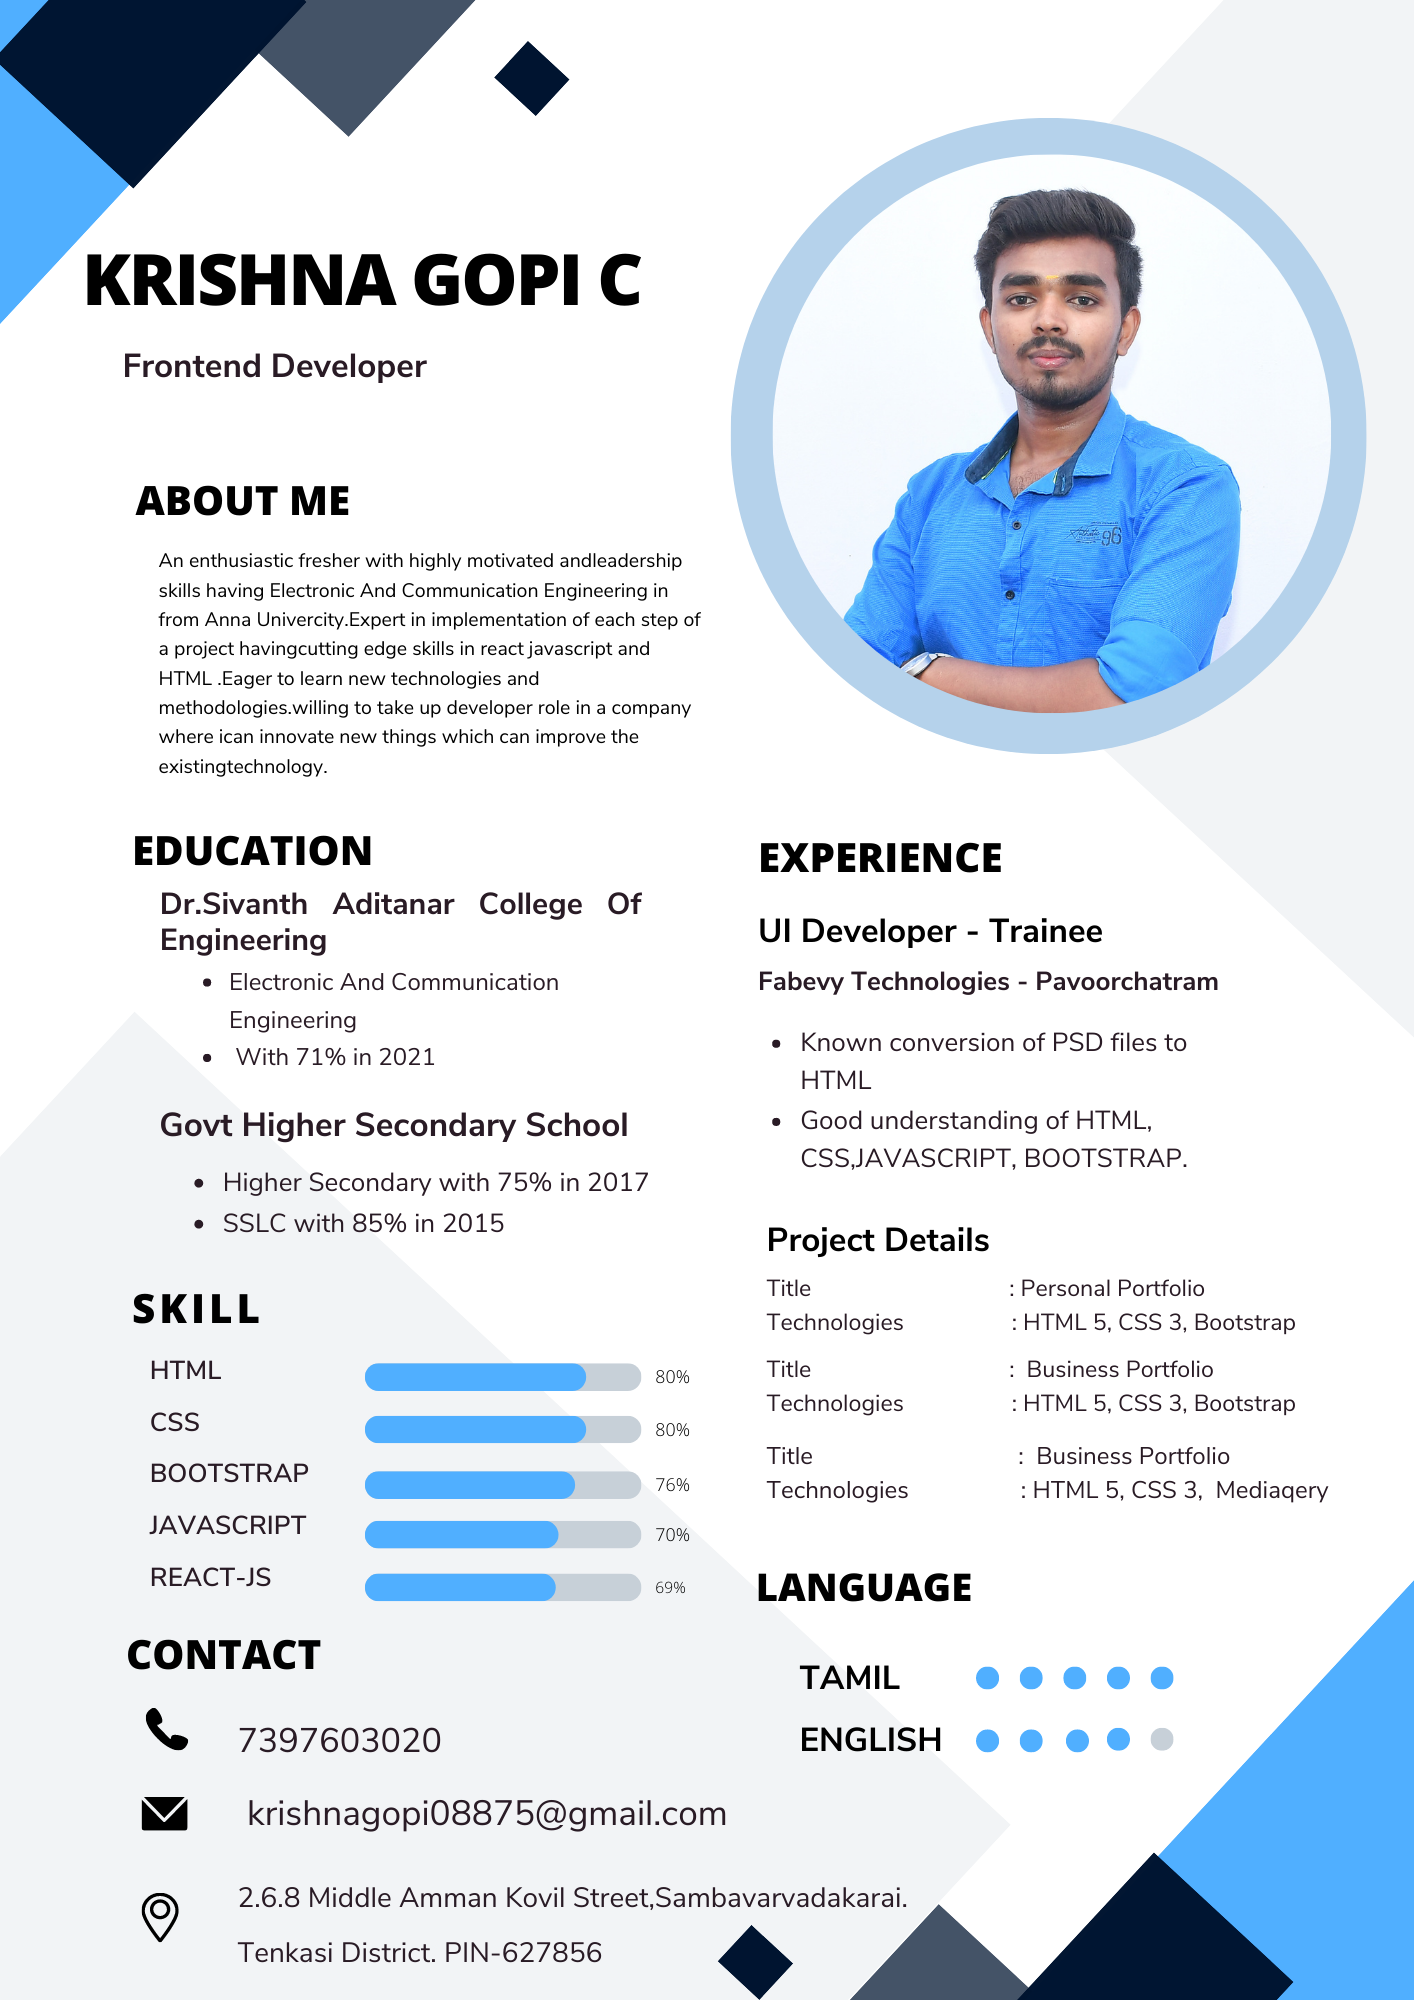 KRISHNA GOPI C
Frontend Developer
ABOUT ME
An enthusiastic fresher with highly motivated andleadership
skills having Electronic And Communication Engineering in
from Anna Univercity.Expert in implementation of each step of
a project havingcutting edge skills in react javascript and
HTML .Eager to learn new technologies and
methodologies.willing to take up developer role in a company
where ican innovate new things which can improve the
existingtechnology.
EDUCATION
Dr.Sivanth Aditanar College Of
Engineering
• Electronic And Communication
Engineering
• With 71% in 2021
Govt Higher Secondary School
• Higher Secondary with 75% in 2017
• SSLC with 85% in 2015
SKILL
HTML 80%
CSS 80%
BOOTSTRAP 76%
JAVASCRIPT 70%
REACT-JS 69%
CONTACT
7397603020
krishnagopi08875@gmail.com
2.6.8 Middle Amman Kovil Street,Sambavarvadakarai.
Tenkasi District. PIN-627856
96
EXPERIENCE
UI Developer - Trainee
Fabevy Technologies - Pavoorchatram
• Known conversion of PSD files to
HTML
• Good understanding of HTML,
CSS,JAVASCRIPT, BOOTSTRAP.
Project Details
Title : Personal Portfolio
Technologies : HTML 5, CSS 3, Bootstrap
Title : Business Portfolio
Technologies : HTML 5, CSS 3, Bootstrap
Title : Business Portfolio
Technologies : HTML 5, CSS 3, Mediaqery
LANGUAGE
TAMIL
ENGLISH